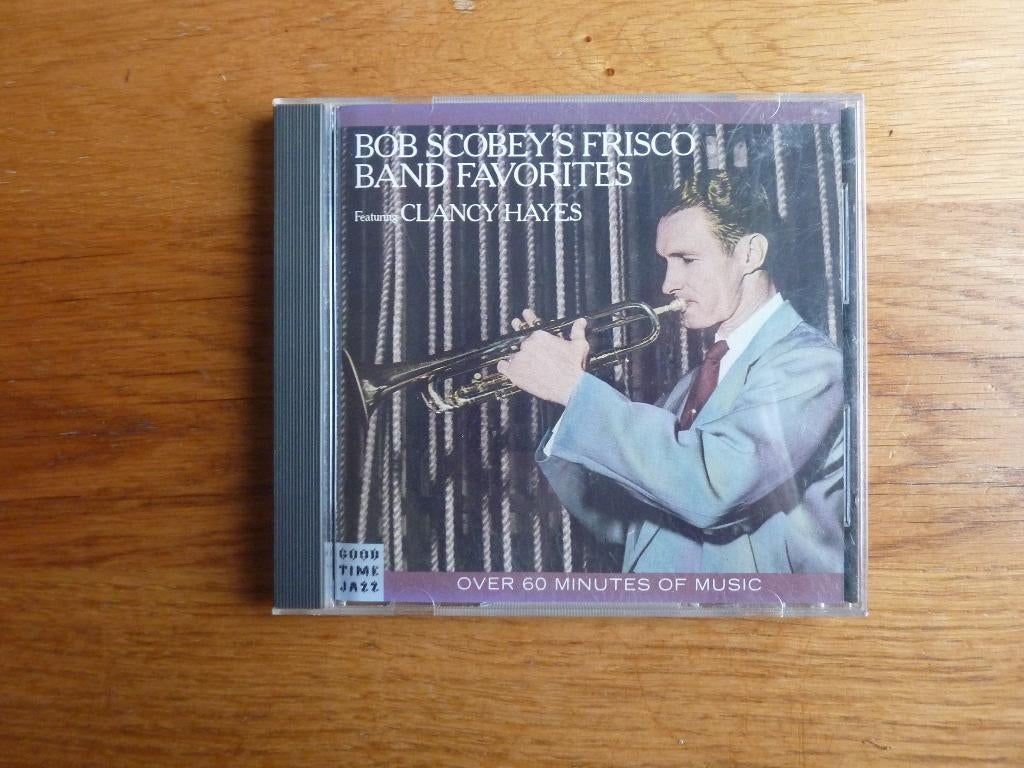 BOB SCOBEY'S FRISCO
BAND FAVORITES
Featuring CLANCY HAYES
GOOD
TIME
JAZZ
OVER 60 MINUTES OF MUSIC